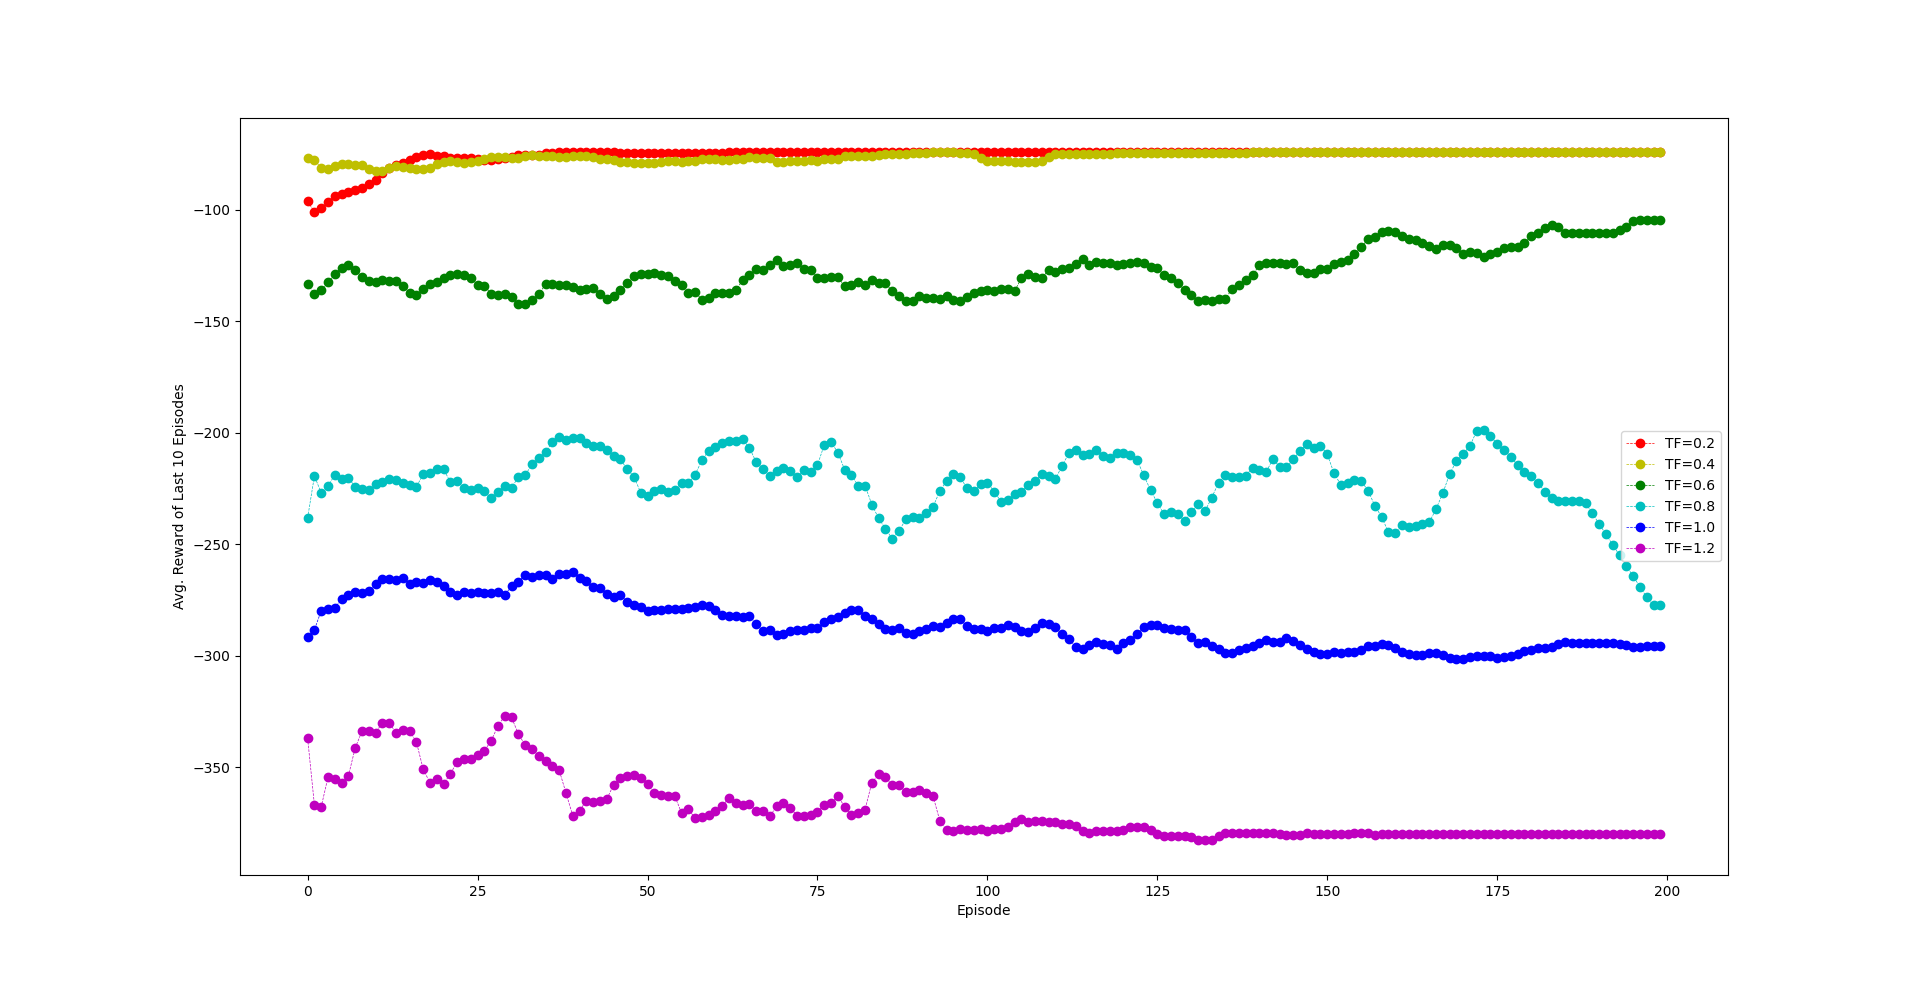 −100
−150
−200
−250
−300
−350
Avg. Reward of Last 10 Episodes
TF=0.2
TF=0.4
TF=0.6
TF=0.8
TF=1.0
TF=1.2
0 25 50 75 100 125 150 175 200
Episode